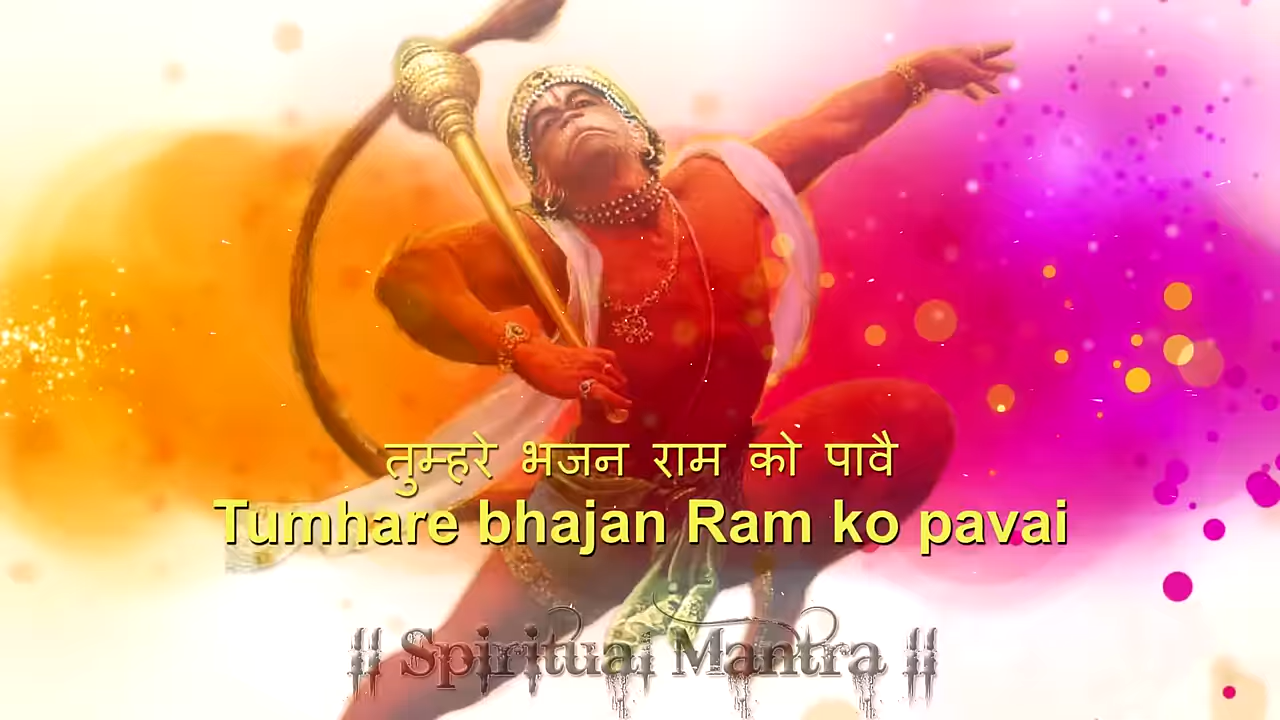 तुम्हरे भजन राम को पावै
Tumhare bhajan Ram ko pavai
|| Spiritual Mantra ||